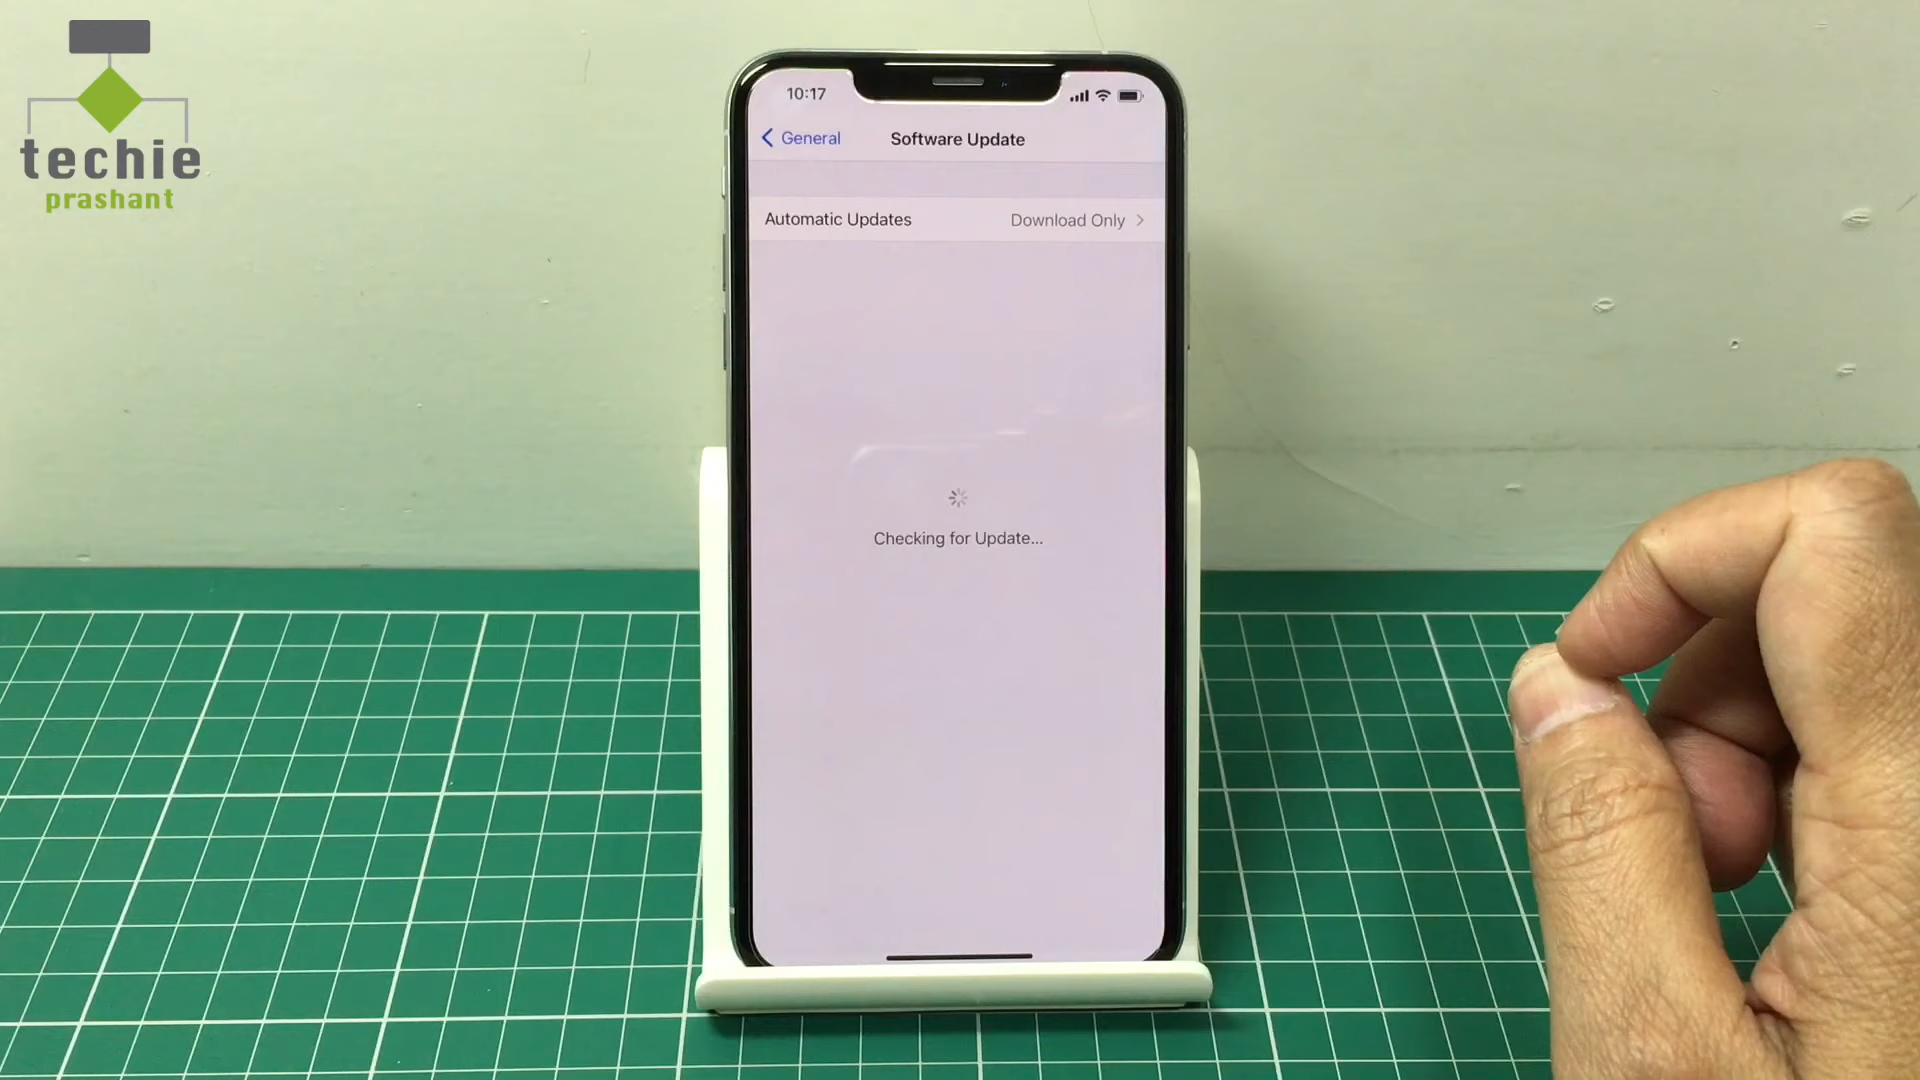 techie
prashant
10:17
General
Software Update
Automatic Updates
Download Only
Checking for Update...